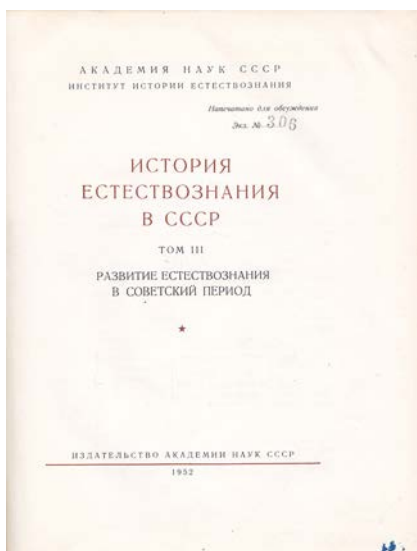 АКАДЕМИЯ НАУК СССР
ИНСТИТУТ ИСТОРИИ ЕСТЕСТВОЗНАНИЯ
Напечатано для обсуждения
Экз. № 306
ИСТОРИЯ
ЕСТЕСТВОЗНАНИЯ
В СССР
ТОМ III
РАЗВИТИЕ ЕСТЕСТВОЗНАНИЯ
В СОВЕТСКИЙ ПЕРИОД
ИЗДАТЕЛЬСТВО АКАДЕМИИ НАУК СССР
1952